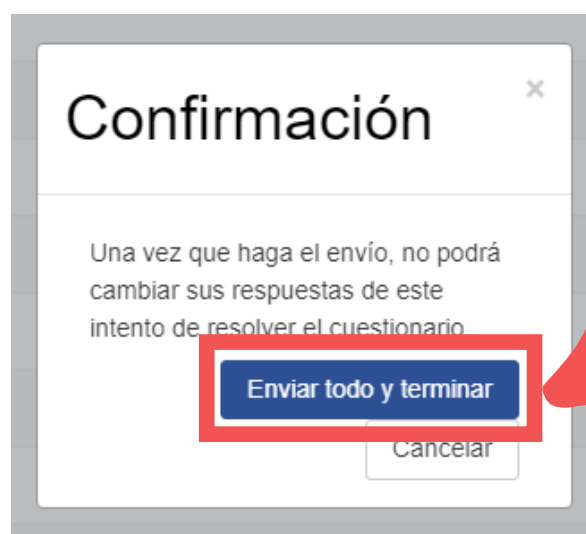 Confirmación
×
Una vez que haga el envío, no podrá
cambiar sus respuestas de este
intento de resolver el cuestionario
Enviar todo y terminar
Cancelar